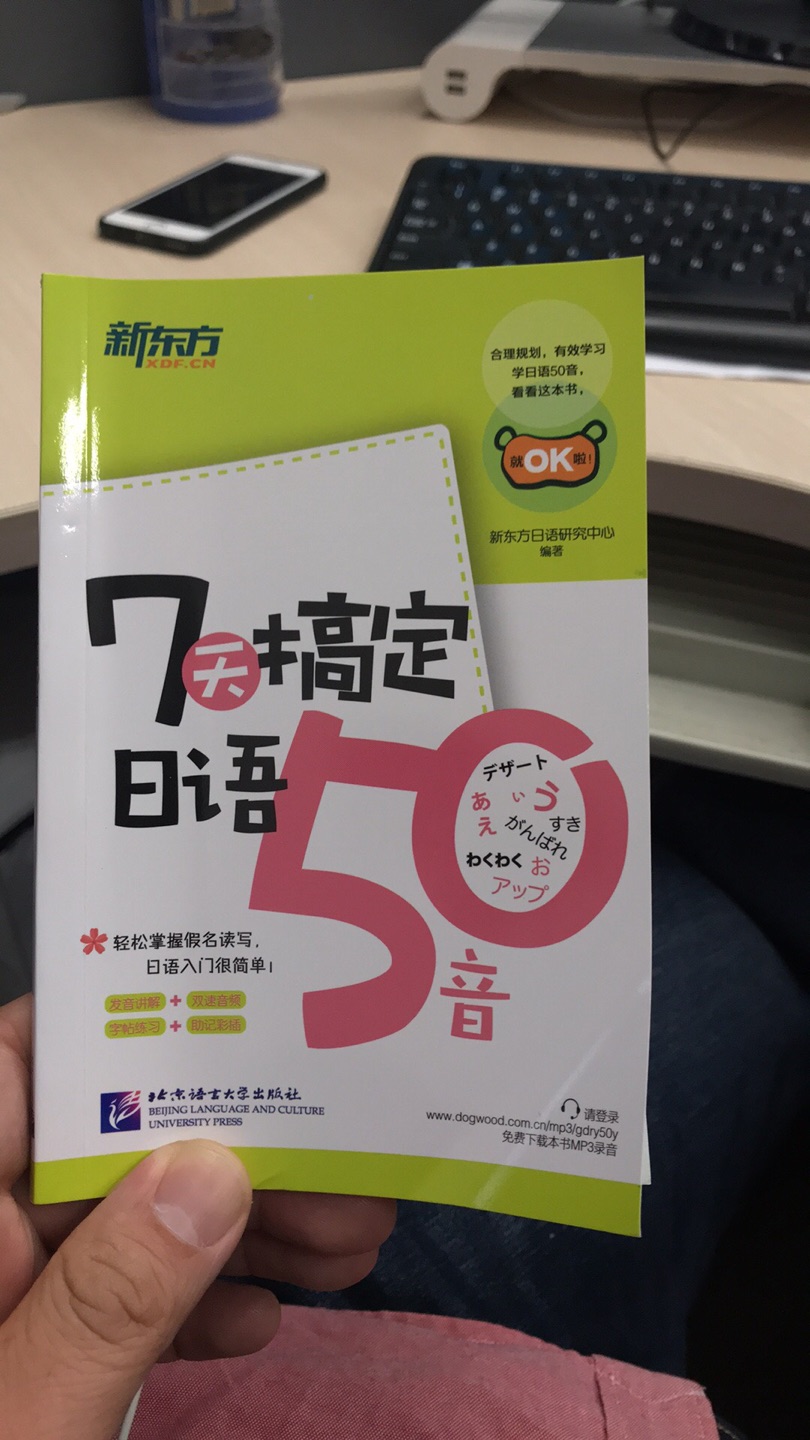 新东方
XDF.CN
合理规划，有效学习
学日语50音，
看看这本书，
就OK啦！
新东方日语研究中心
编著
7天搞定
日语50音
デザート
あ ぃ う
え がんばれ すき
わくわく お
アップ
轻松掌握假名读写，
日语入门很简单！
发音讲解 + 双速音频
字帖练习 + 助记彩插
北京语言大学出版社
BEIJING LANGUAGE AND CULTURE
UNIVERSITY PRESS
请登录
www.dogwood.com.cn/mp3/gdry50y
免费下载本书MP3录音